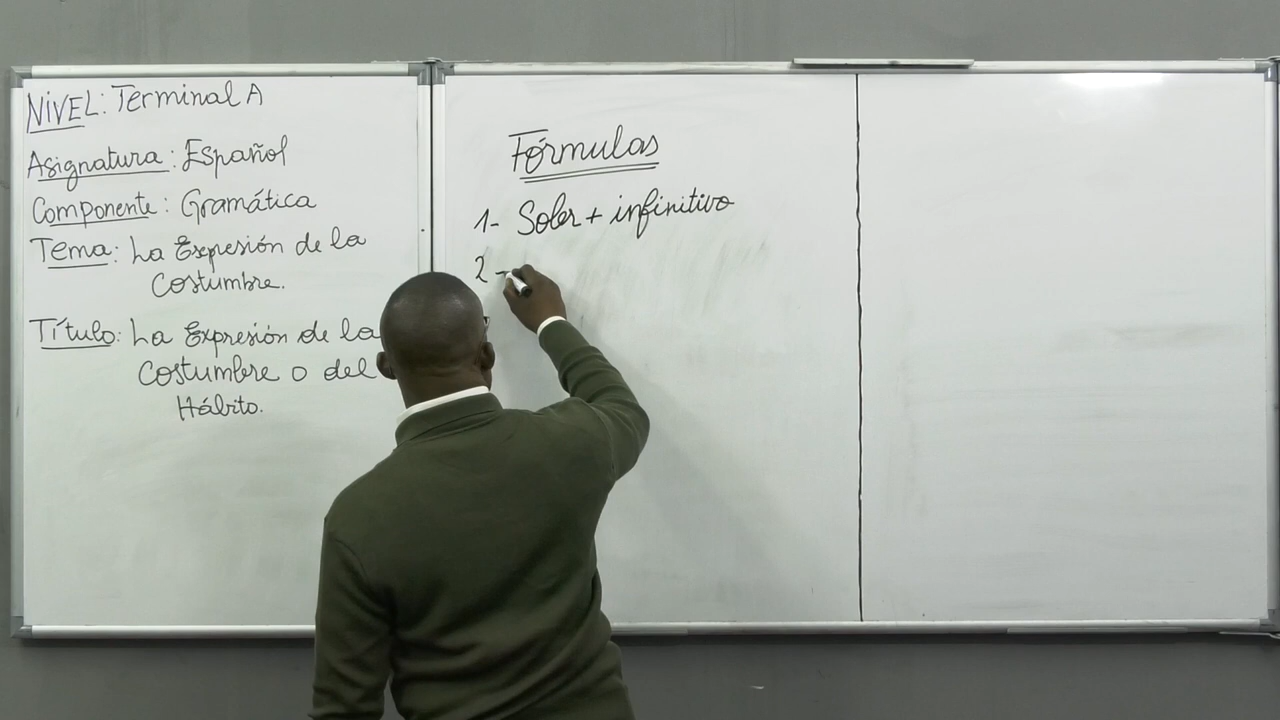 NIVEL: Terminal A
Asignatura: Español
Componente: Gramática
Tema: La Expresión de la
Costumbre.
Título: La Expresión de la
Costumbre o del
Hábito.
Fórmulas
1- Soler + infinitivo
2-